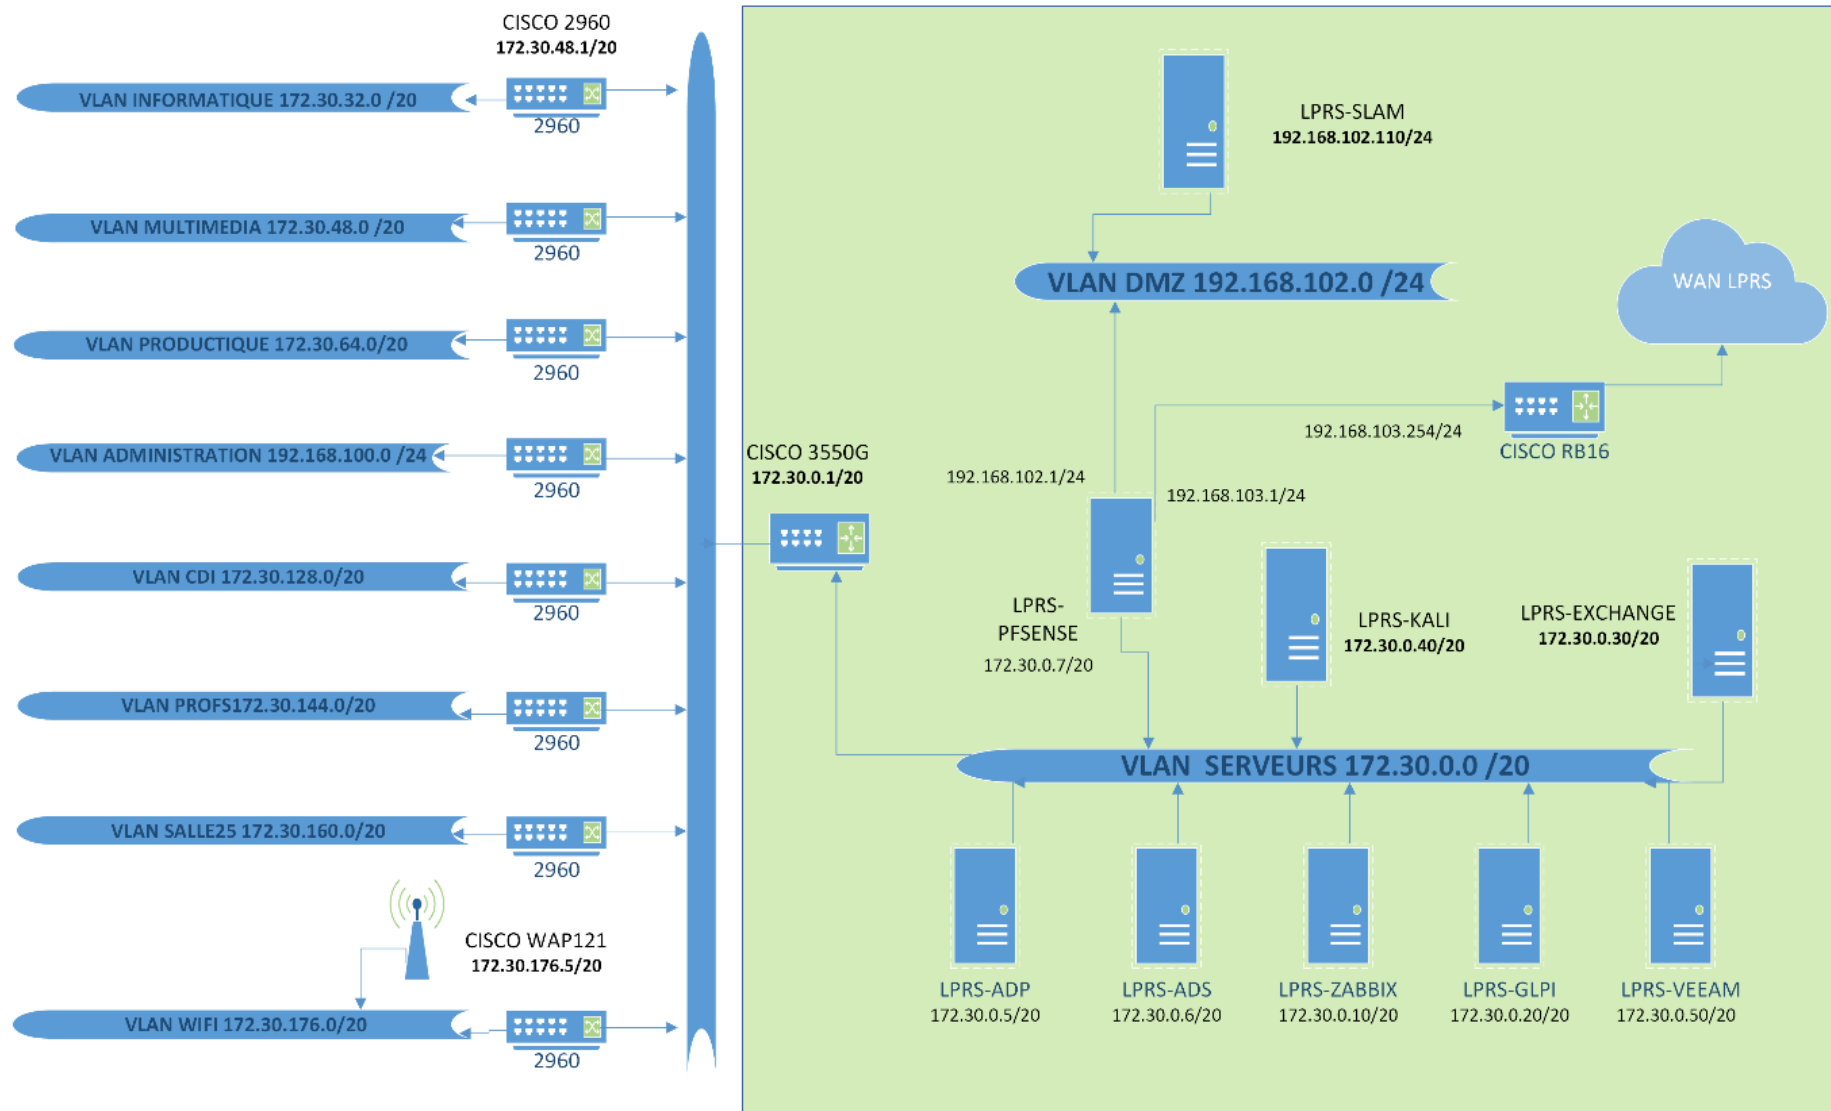 CISCO 2960
172.30.48.1/20
VLAN INFORMATIQUE 172.30.32.0 /20
2960
VLAN MULTIMEDIA 172.30.48.0 /20
2960
VLAN PRODUCTIQUE 172.30.64.0/20
2960
VLAN ADMINISTRATION 192.168.100.0 /24
2960
VLAN CDI 172.30.128.0/20
2960
VLAN PROFS172.30.144.0/20
2960
VLAN SALLE25 172.30.160.0/20
2960
CISCO WAP121
172.30.176.5/20
VLAN WIFI 172.30.176.0/20
2960
LPRS-SLAM
192.168.102.110/24
VLAN DMZ 192.168.102.0 /24
WAN LPRS
192.168.103.254/24
CISCO RB16
CISCO 3550G
172.30.0.1/20
192.168.102.1/24
192.168.103.1/24
LPRS-
PFSENSE
172.30.0.7/20
LPRS-KALI
172.30.0.40/20
LPRS-EXCHANGE
172.30.0.30/20
VLAN  SERVEURS 172.30.0.0 /20
LPRS-ADP
172.30.0.5/20
LPRS-ADS
172.30.0.6/20
LPRS-ZABBIX
172.30.0.10/20
LPRS-GLPI
172.30.0.20/20
LPRS-VEEAM
172.30.0.50/20